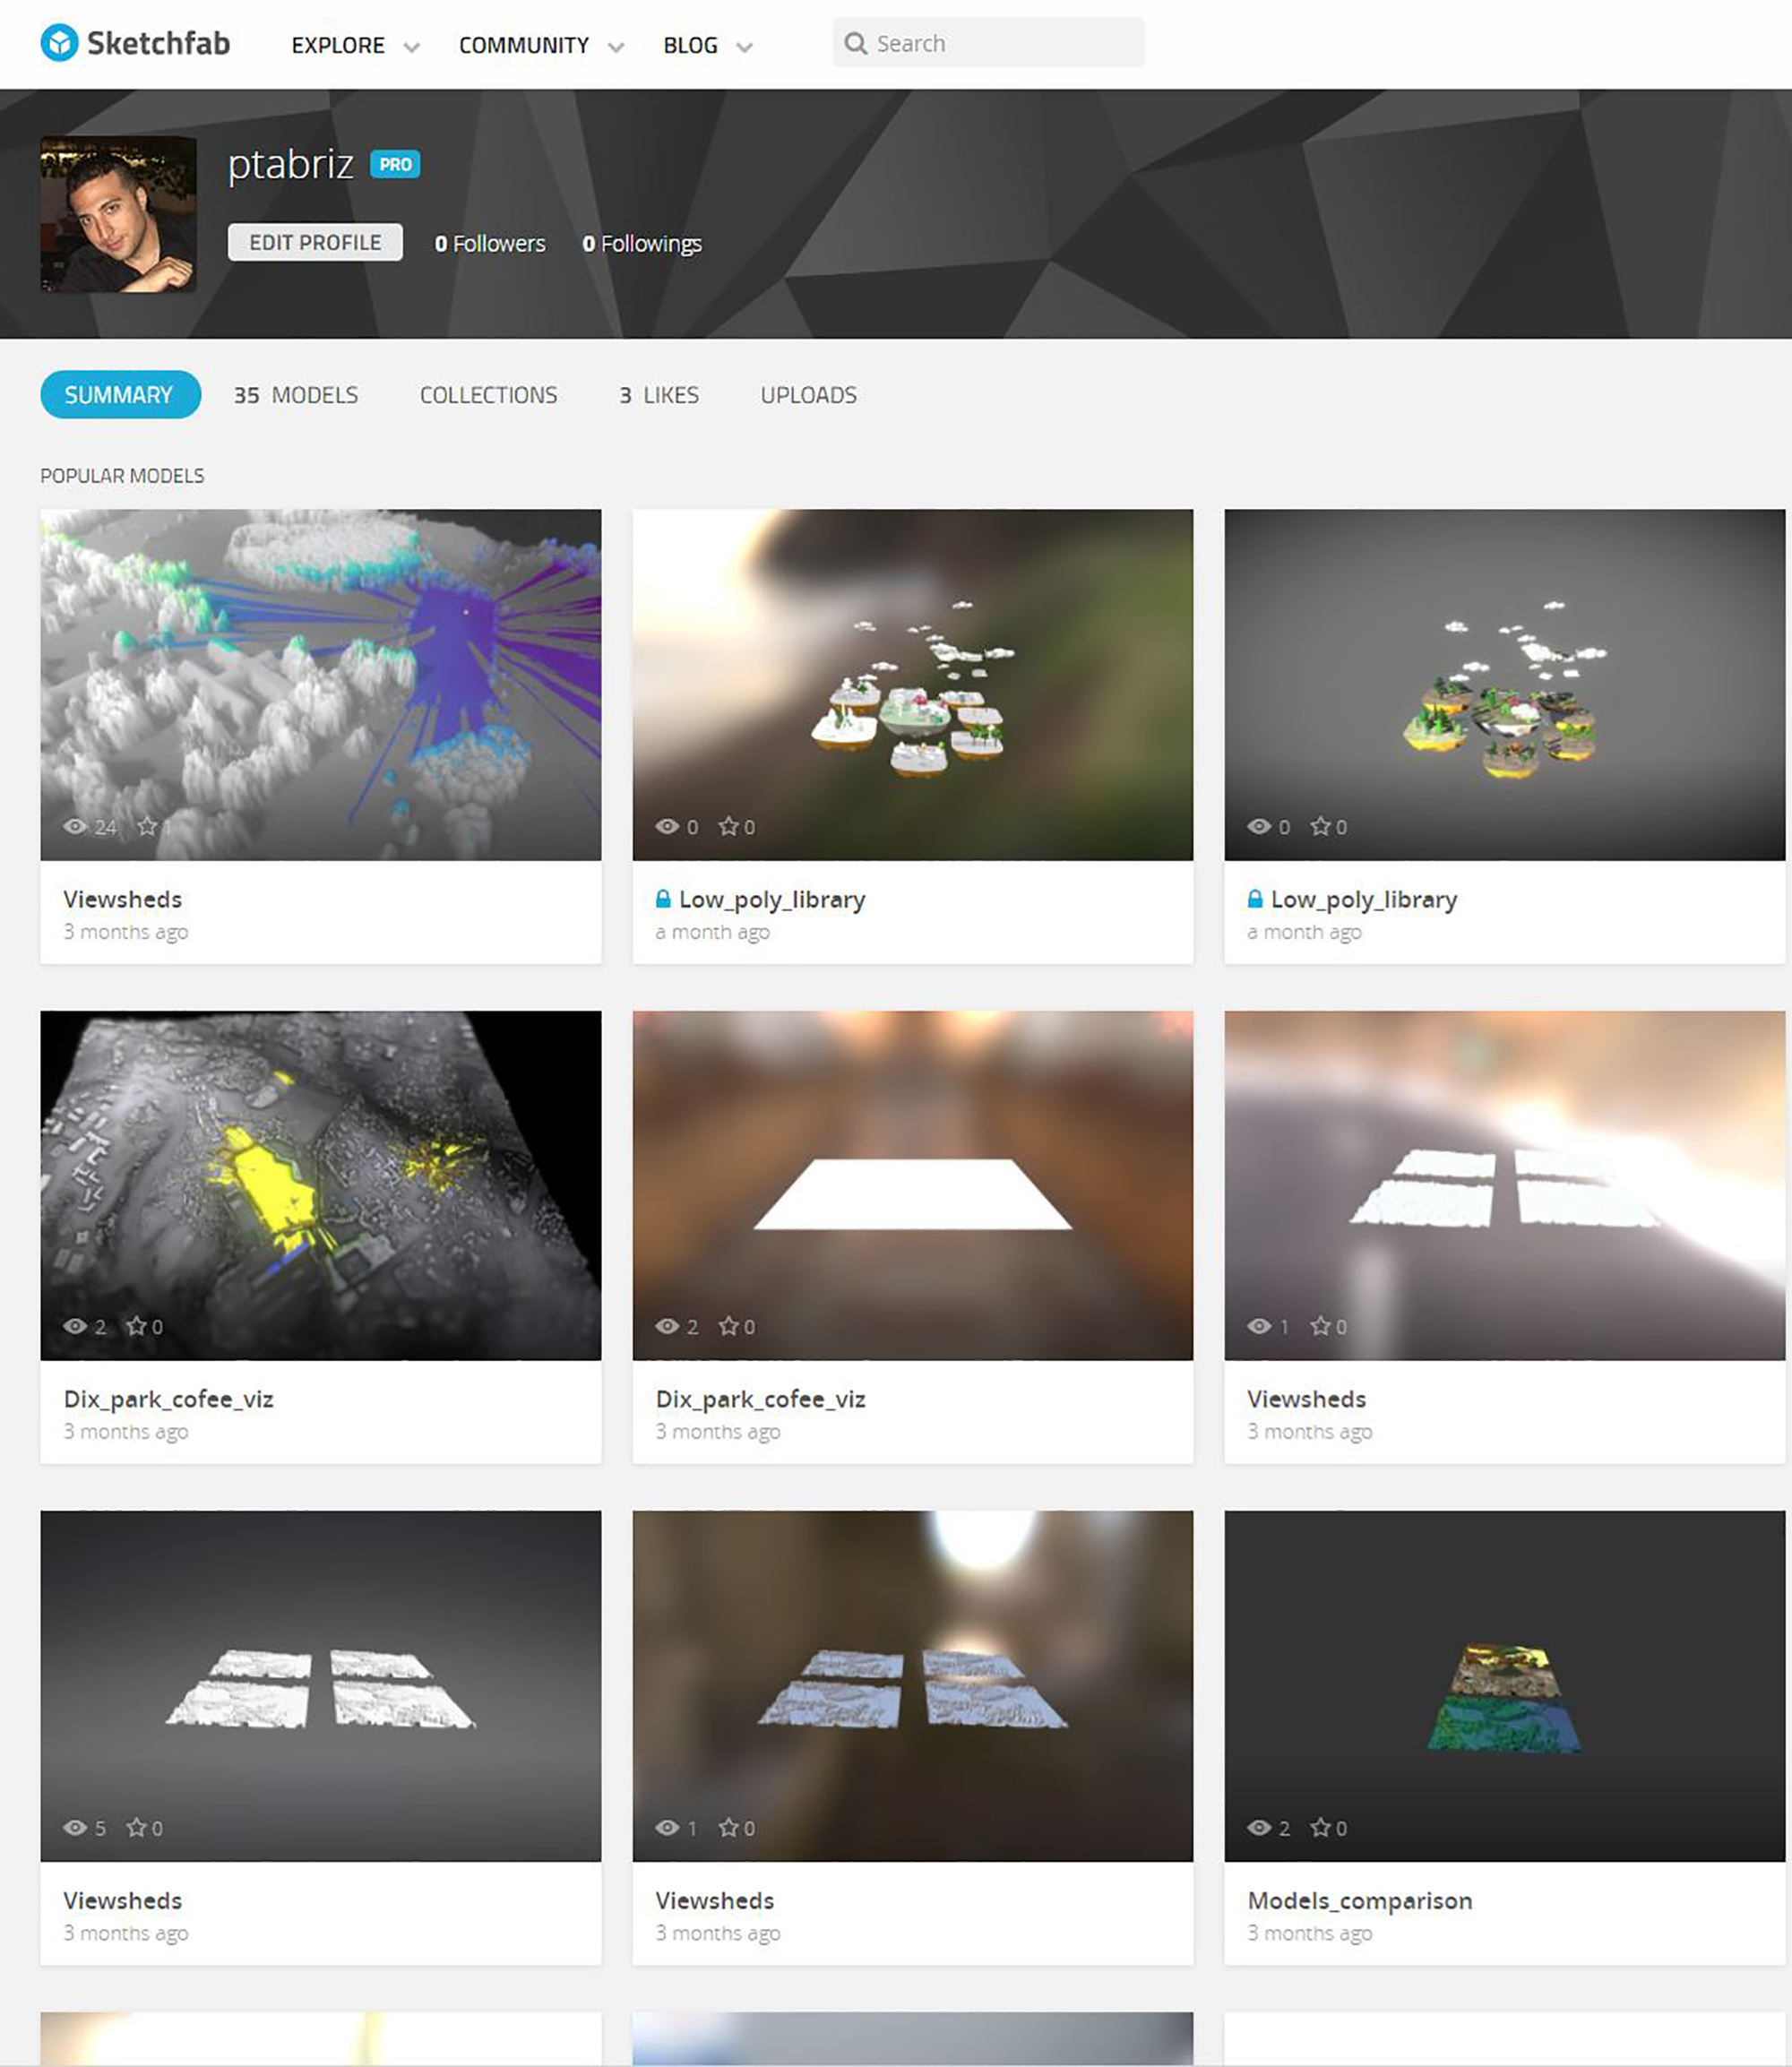 Sketchfab EXPLORE COMMUNITY BLOG Search
ptabriz PRO
EDIT PROFILE 0 Followers 0 Followings
SUMMARY 35 MODELS COLLECTIONS 3 LIKES UPLOADS
POPULAR MODELS
24 1
0 0
0 0
Viewsheds
3 months ago
Low_poly_library
a month ago
Low_poly_library
a month ago
2 0
2 0
1 0
Dix_park_cofee_viz
3 months ago
Dix_park_cofee_viz
3 months ago
Viewsheds
3 months ago
5 0
1 0
2 0
Viewsheds
3 months ago
Viewsheds
3 months ago
Models_comparison
3 months ago